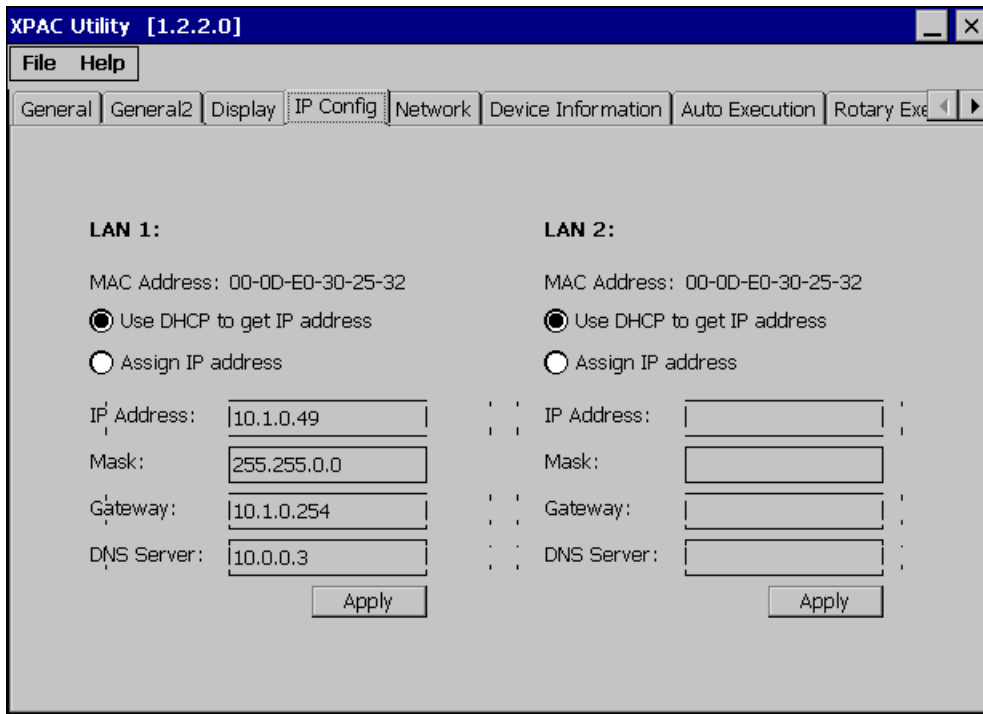 XPAC Utility [1.2.2.0]
File Help
General General2 Display IP Config Network Device Information Auto Execution Rotary Exe
LAN 1:
MAC Address: 00-0D-E0-30-25-32
Use DHCP to get IP address
Assign IP address
IP Address: 10.1.0.49
Mask: 255.255.0.0
Gateway: 10.1.0.254
DNS Server: 10.0.0.3
Apply
LAN 2:
MAC Address: 00-0D-E0-30-25-32
Use DHCP to get IP address
Assign IP address
IP Address:
Mask:
Gateway:
DNS Server:
Apply